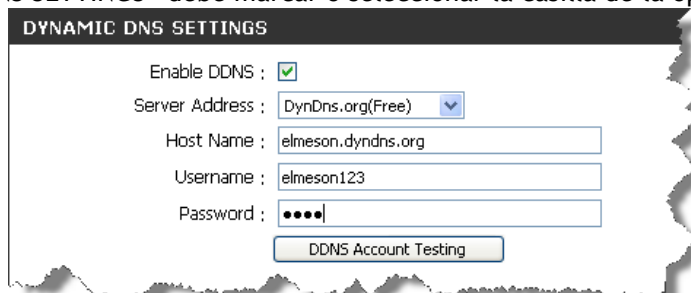 DYNAMIC DNS SETTINGS
Enable DDNS :
Server Address : DynDns.org(Free)
Host Name : elmeson.dyndns.org
Username : elmeson123
Password : ●●●●
DDNS Account Testing